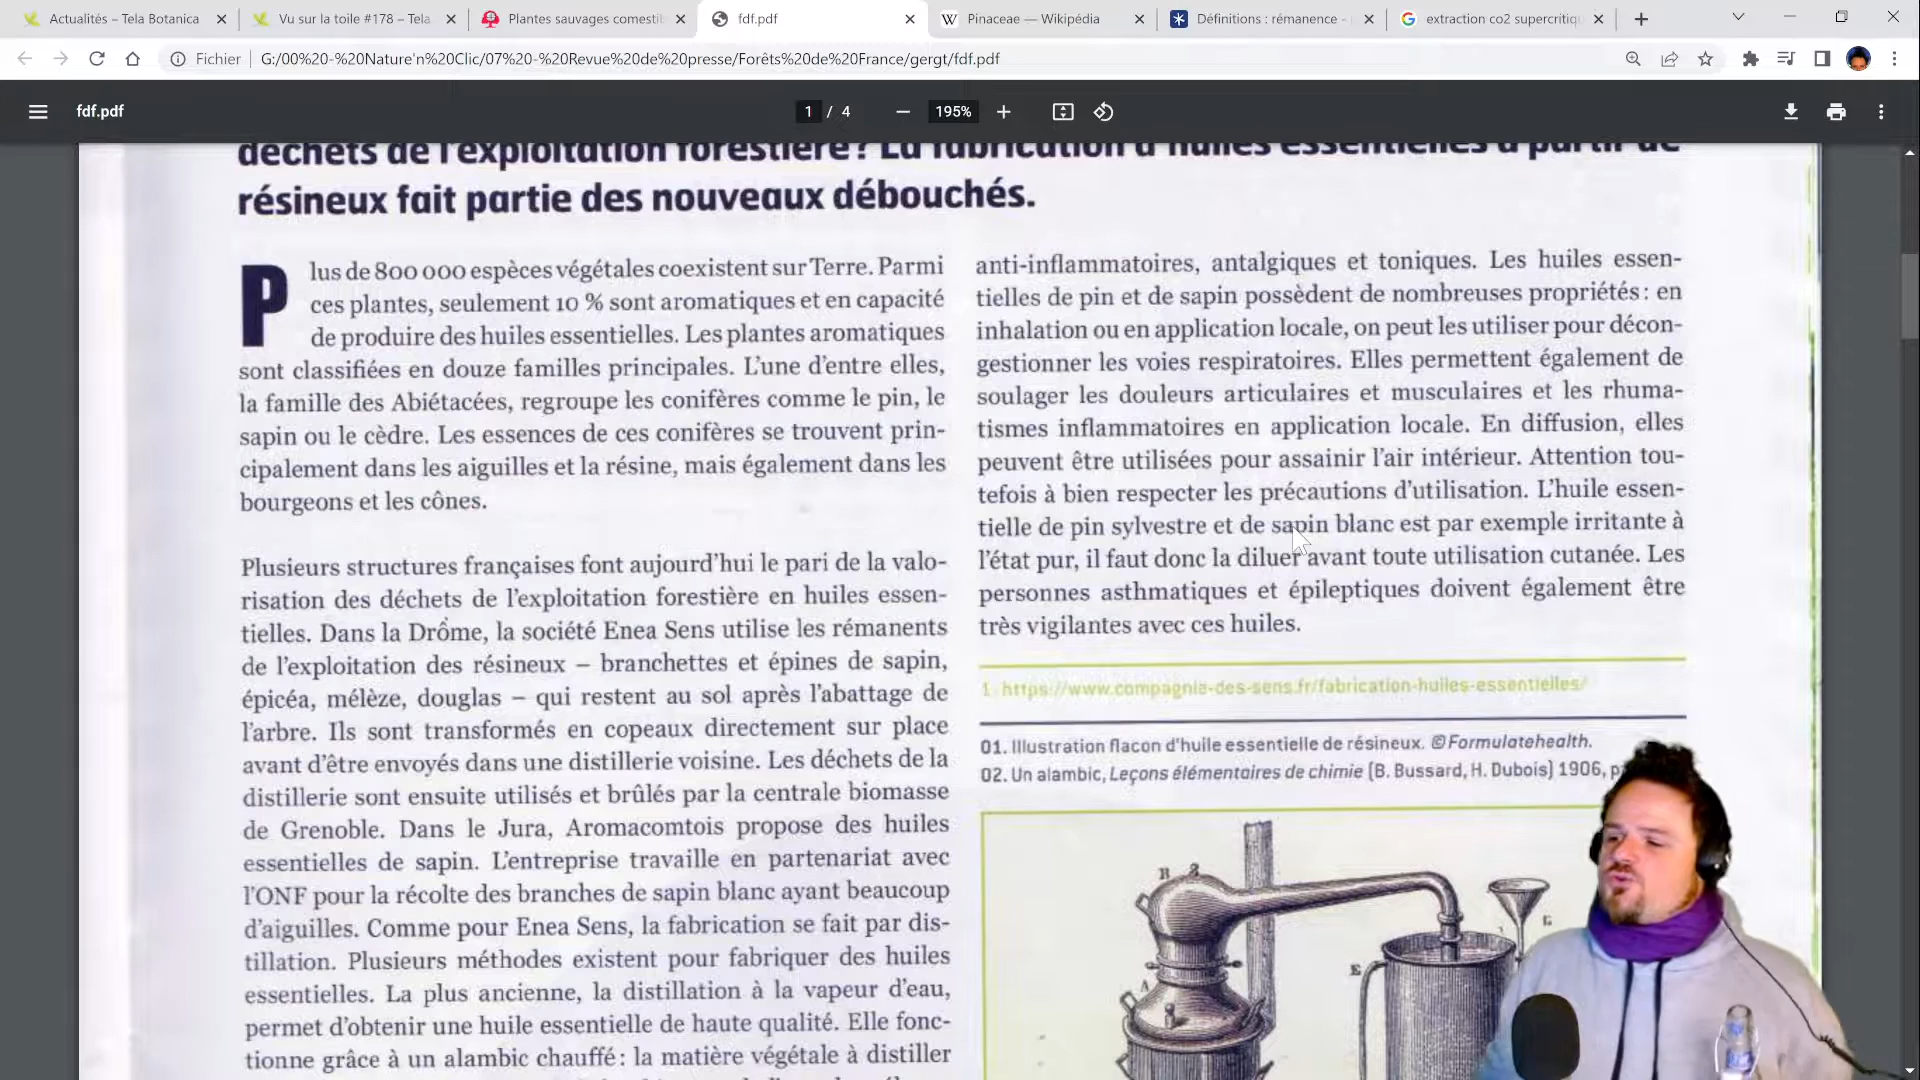 Actualités – Tela Botanica
Vu sur la toile #178 – Tela
Plantes sauvages comestib
fdf.pdf
Pinaceae — Wikipédia
Définitions : rémanence -
extraction co2 supercritiqu
Fichier
G:/00%20-%20Nature'n%20Clic/07%20-%20Revue%20de%20presse/Forêts%20de%20France/gergt/fdf.pdf
fdf.pdf
1 / 4
195%
déchets de l'exploitation forestière ? La fabrication d'huiles essentielles à partir de
résineux fait partie des nouveaux débouchés.
Plus de 800 000 espèces végétales coexistent sur Terre. Parmi
ces plantes, seulement 10 % sont aromatiques et en capacité
de produire des huiles essentielles. Les plantes aromatiques
sont classifiées en douze familles principales. L'une d'entre elles,
la famille des Abiétacées, regroupe les conifères comme le pin, le
sapin ou le cèdre. Les essences de ces conifères se trouvent prin-
cipalement dans les aiguilles et la résine, mais également dans les
bourgeons et les cônes.
Plusieurs structures françaises font aujourd'hui le pari de la valo-
risation des déchets de l'exploitation forestière en huiles essen-
tielles. Dans la Drôme, la société Enea Sens utilise les rémanents
de l'exploitation des résineux – branchettes et épines de sapin,
épicéa, mélèze, douglas – qui restent au sol après l'abattage de
l'arbre. Ils sont transformés en copeaux directement sur place
avant d'être envoyés dans une distillerie voisine. Les déchets de la
distillerie sont ensuite utilisés et brûlés par la centrale biomasse
de Grenoble. Dans le Jura, Aromacomtois propose des huiles
essentielles de sapin. L'entreprise travaille en partenariat avec
l'ONF pour la récolte des branches de sapin blanc ayant beaucoup
d'aiguilles. Comme pour Enea Sens, la fabrication se fait par dis-
tillation. Plusieurs méthodes existent pour fabriquer des huiles
essentielles. La plus ancienne, la distillation à la vapeur d'eau,
permet d'obtenir une huile essentielle de haute qualité. Elle fonc-
tionne grâce à un alambic chauffé : la matière végétale à distiller
anti-inflammatoires, antalgiques et toniques. Les huiles essen-
tielles de pin et de sapin possèdent de nombreuses propriétés : en
inhalation ou en application locale, on peut les utiliser pour décon-
gestionner les voies respiratoires. Elles permettent également de
soulager les douleurs articulaires et musculaires et les rhuma-
tismes inflammatoires en application locale. En diffusion, elles
peuvent être utilisées pour assainir l'air intérieur. Attention tou-
tefois à bien respecter les précautions d'utilisation. L'huile essen-
tielle de pin sylvestre et de sapin blanc est par exemple irritante à
l'état pur, il faut donc la diluer avant toute utilisation cutanée. Les
personnes asthmatiques et épileptiques doivent également être
très vigilantes avec ces huiles.
1. https://www.compagnie-des-sens.fr/fabrication-huiles-essentielles/
01. Illustration flacon d'huile essentielle de résineux. ©Formulatehealth.
02. Un alambic, Leçons élémentaires de chimie (B. Bussard, H. Dubois) 1906, p
B
A
E